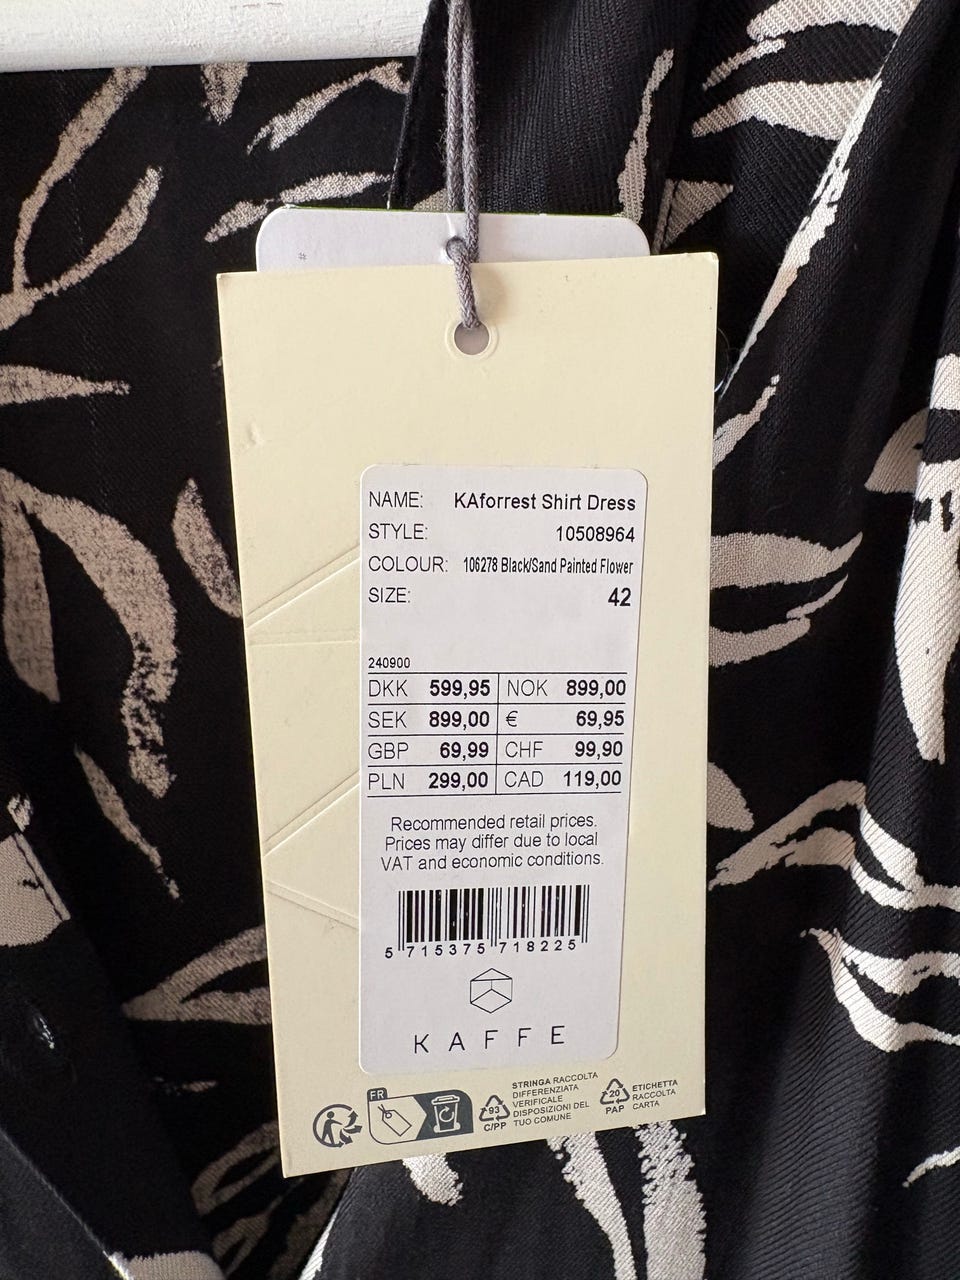 NAME: KAforrest Shirt Dress
STYLE: 10508964
COLOUR: 106278 Black/Sand Painted Flower
SIZE: 42
240900
DKK 599,95 NOK 899,00
SEK 899,00 € 69,95
GBP 69,99 CHF 99,90
PLN 299,00 CAD 119,00
Recommended retail prices.
Prices may differ due to local
VAT and economic conditions.
5 715375 718225
KAFFE
FR
93
C/PP
STRINGA RACCOLTA
DIFFERENZIATA
VERIFICALE
DISPOSIZIONI DEL
TUO COMUNE
20
PAP
ETICHETTA
RACCOLTA
CARTA